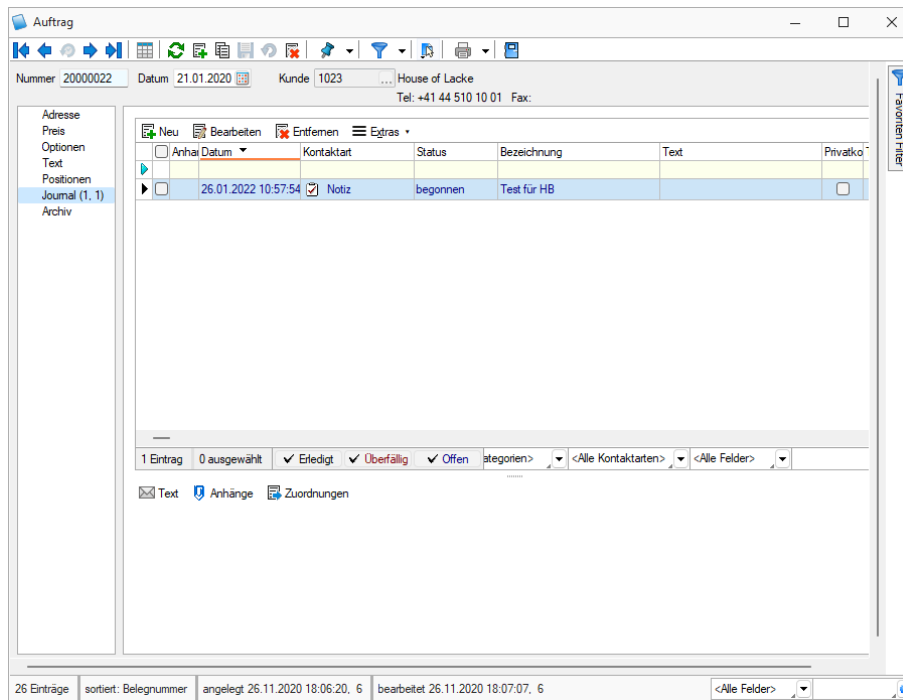 Auftrag
Nummer 20000022 Datum 21.01.2020 Kunde 1023 ... House of Lacke
Tel: +41 44 510 10 01 Fax:
Favoriten Filter
Adresse
Preis
Optionen
Text
Positionen
Journal (1, 1)
Archiv
Neu Bearbeiten Entfernen Extras
Anhai Datum Kontaktart Status Bezeichnung Text Privatko
26.01.2022 10:57:54 Notiz begonnen Test für HB
1 Eintrag 0 ausgewählt Erledigt Überfällig Offen ategorien> <Alle Kontaktarten> <Alle Felder>
Text Anhänge Zuordnungen
26 Einträge sortiert: Belegnummer angelegt 26.11.2020 18:06:20, 6 bearbeitet 26.11.2020 18:07:07, 6 <Alle Felder>